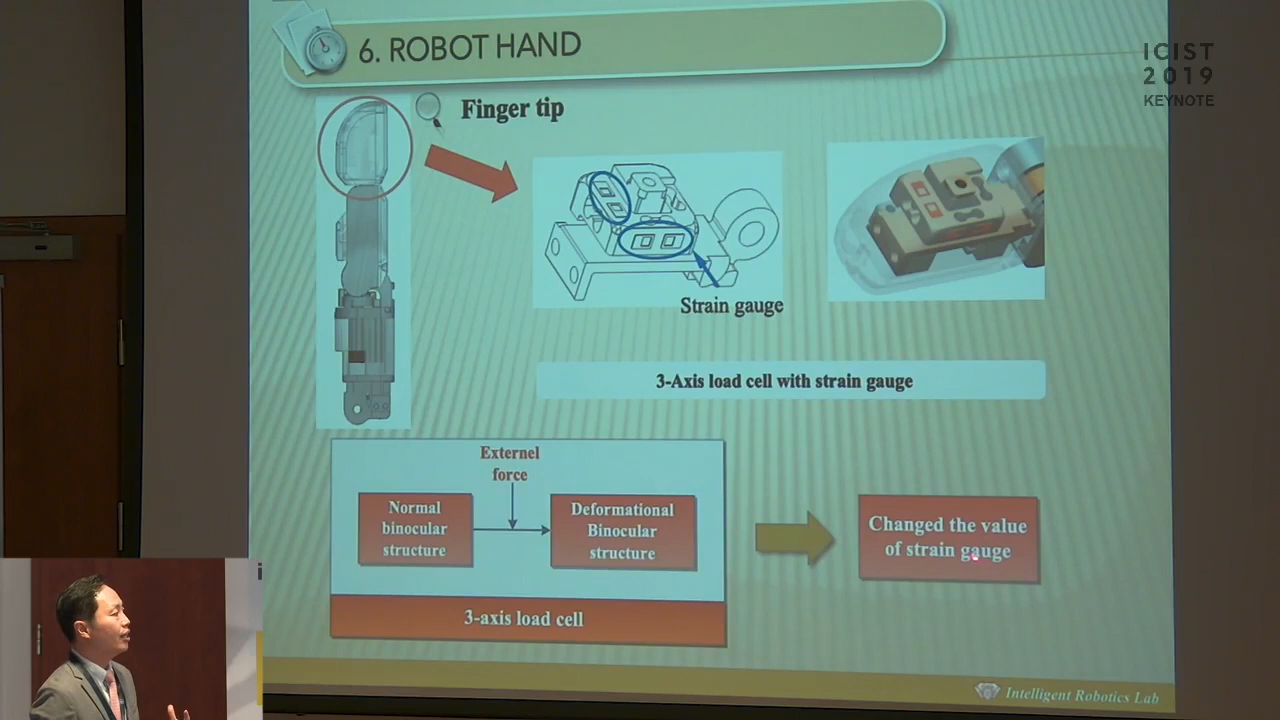 6. ROBOT HAND
ICIST
2019
KEYNOTE
Finger tip
Strain gauge
3-Axis load cell with strain gauge
Externel
force
Normal
binocular
structure
Deformational
Binocular
structure
Changed the value
of strain gauge
3-axis load cell
Intelligent Robotics Lab